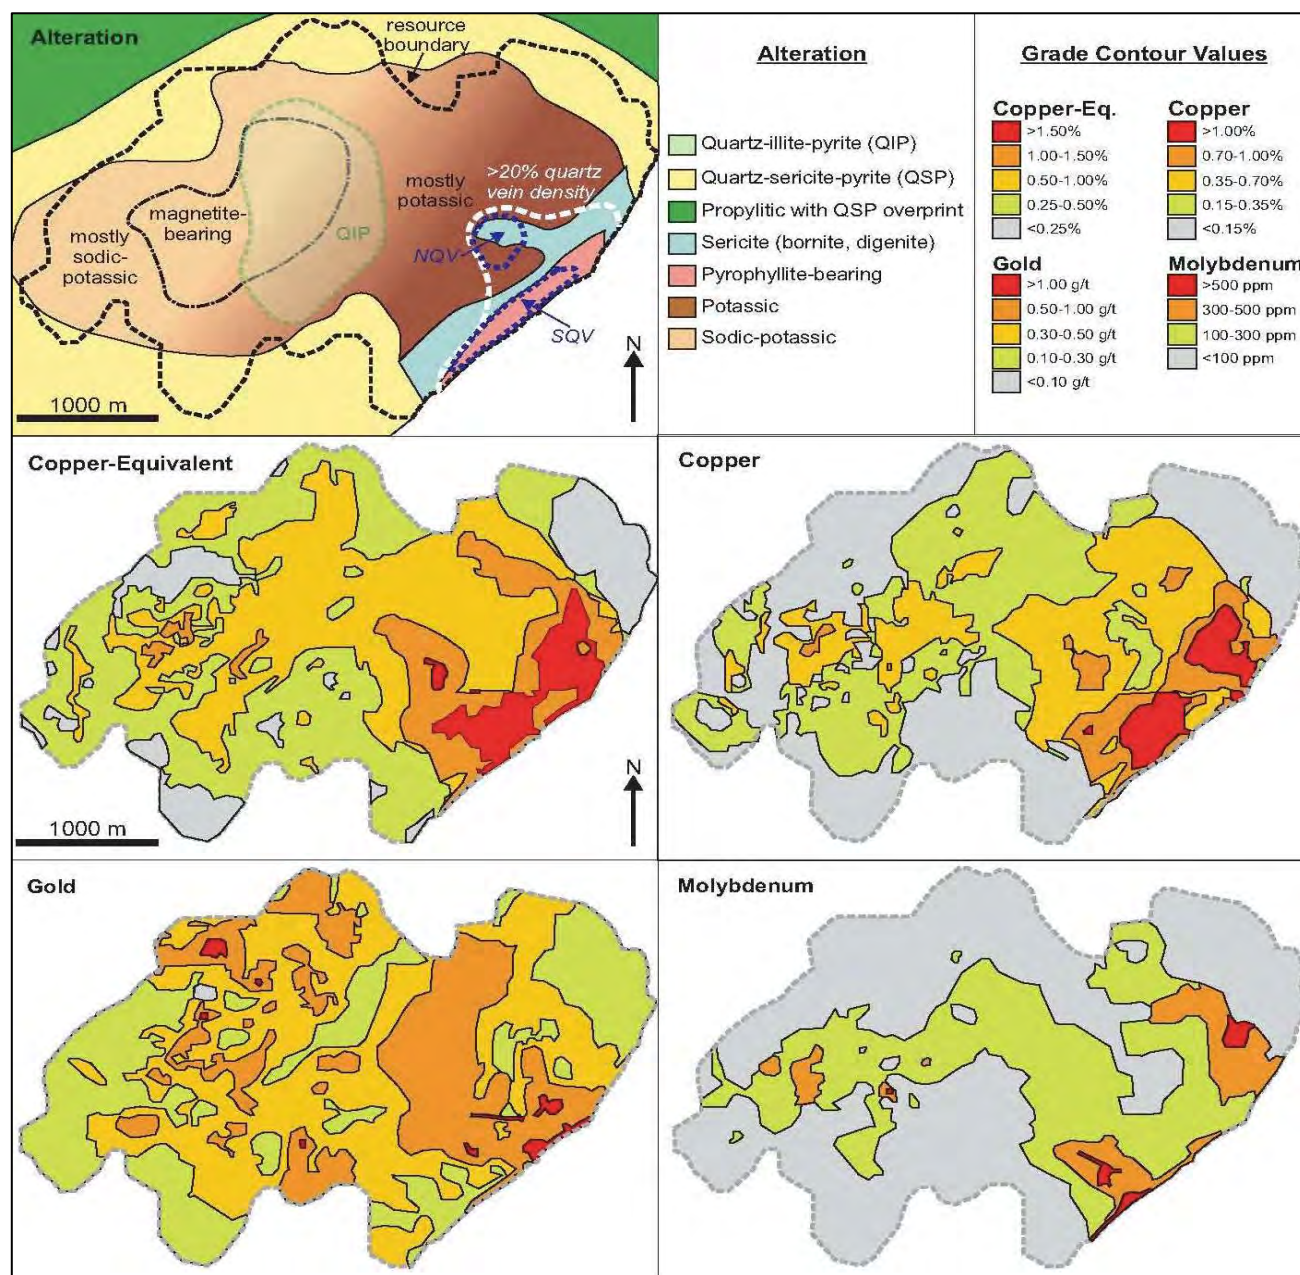 Alteration
resource
boundary
>20% quartz
vein density
mostly
potassic
magnetite-
bearing
QIP
mostly
sodic-
potassic
NQV
SQV
N
1000 m
Alteration
Quartz-illite-pyrite (QIP)
Quartz-sericite-pyrite (QSP)
Propylitic with QSP overprint
Sericite (bornite, digenite)
Pyrophyllite-bearing
Potassic
Sodic-potassic
Grade Contour Values
Copper-Eq.
>1.50%
1.00-1.50%
0.50-1.00%
0.25-0.50%
<0.25%
Copper
>1.00%
0.70-1.00%
0.35-0.70%
0.15-0.35%
<0.15%
Gold
>1.00 g/t
0.50-1.00 g/t
0.30-0.50 g/t
0.10-0.30 g/t
<0.10 g/t
Molybdenum
>500 ppm
300-500 ppm
100-300 ppm
<100 ppm
Copper-Equivalent
N
1000 m
Copper
Gold
Molybdenum